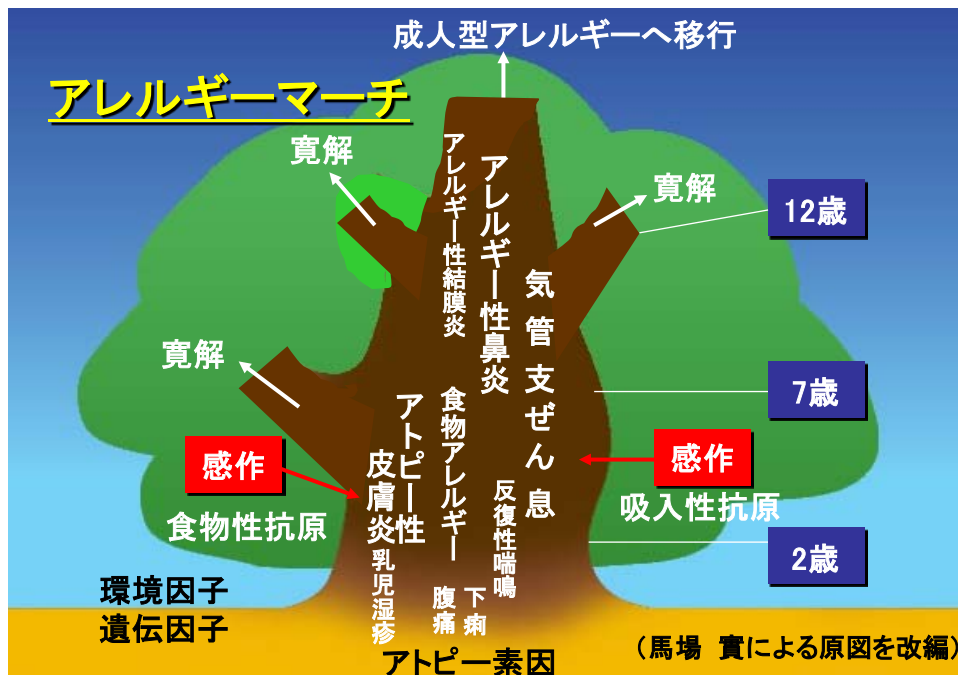 成人型アレルギーへ移行
アレルギーマーチ
寛解
寛解
12歳
アレルギー性結膜炎
アレルギー性鼻炎
気管支ぜん息
寛解
7歳
アトピー性
皮膚炎
食物アレルギー
感作
食物性抗原
感作
吸入性抗原
反復性喘鳴
2歳
乳児湿疹
腹痛
下痢
環境因子
遺伝因子
アトピー素因
（馬場　實による原図を改編）